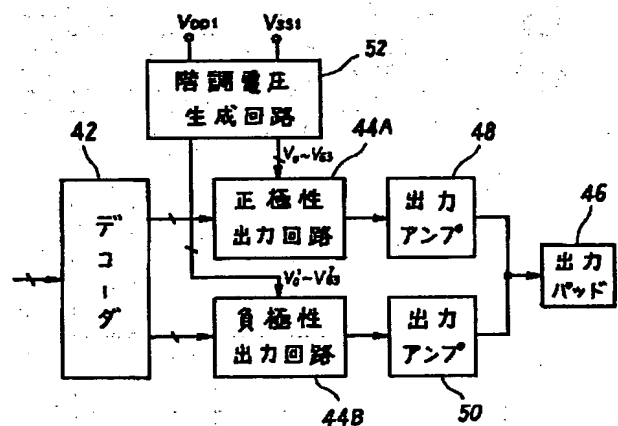 VDD1 VSS1
52
階調電圧
生成回路
42
44A
48
V0~V63
46
デコーダ
正極性
出力回路
出力
アンプ
出力
パッド
V0'~V63'
負極性
出力回路
出力
アンプ
44B
50